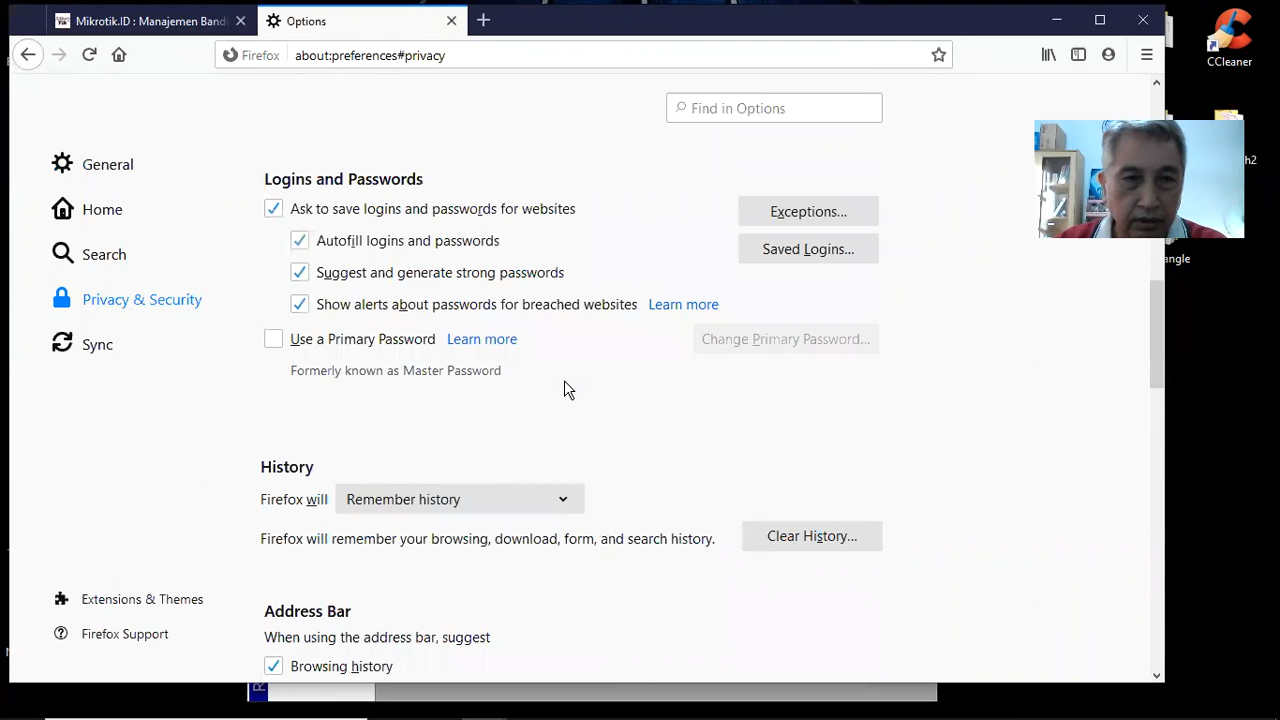 Mikrotik.ID : Manajemen Band
Options
Firefox
about:preferences#privacy
CCleaner
Find in Options
General
Home
Search
Privacy & Security
Sync
Extensions & Themes
Firefox Support
Logins and Passwords
Ask to save logins and passwords for websites
Exceptions...
Autofill logins and passwords
Saved Logins...
Suggest and generate strong passwords
Show alerts about passwords for breached websites Learn more
Use a Primary Password Learn more
Change Primary Password...
Formerly known as Master Password
History
Firefox will Remember history
Firefox will remember your browsing, download, form, and search history.
Clear History...
Address Bar
When using the address bar, suggest
Browsing history
h2
angle